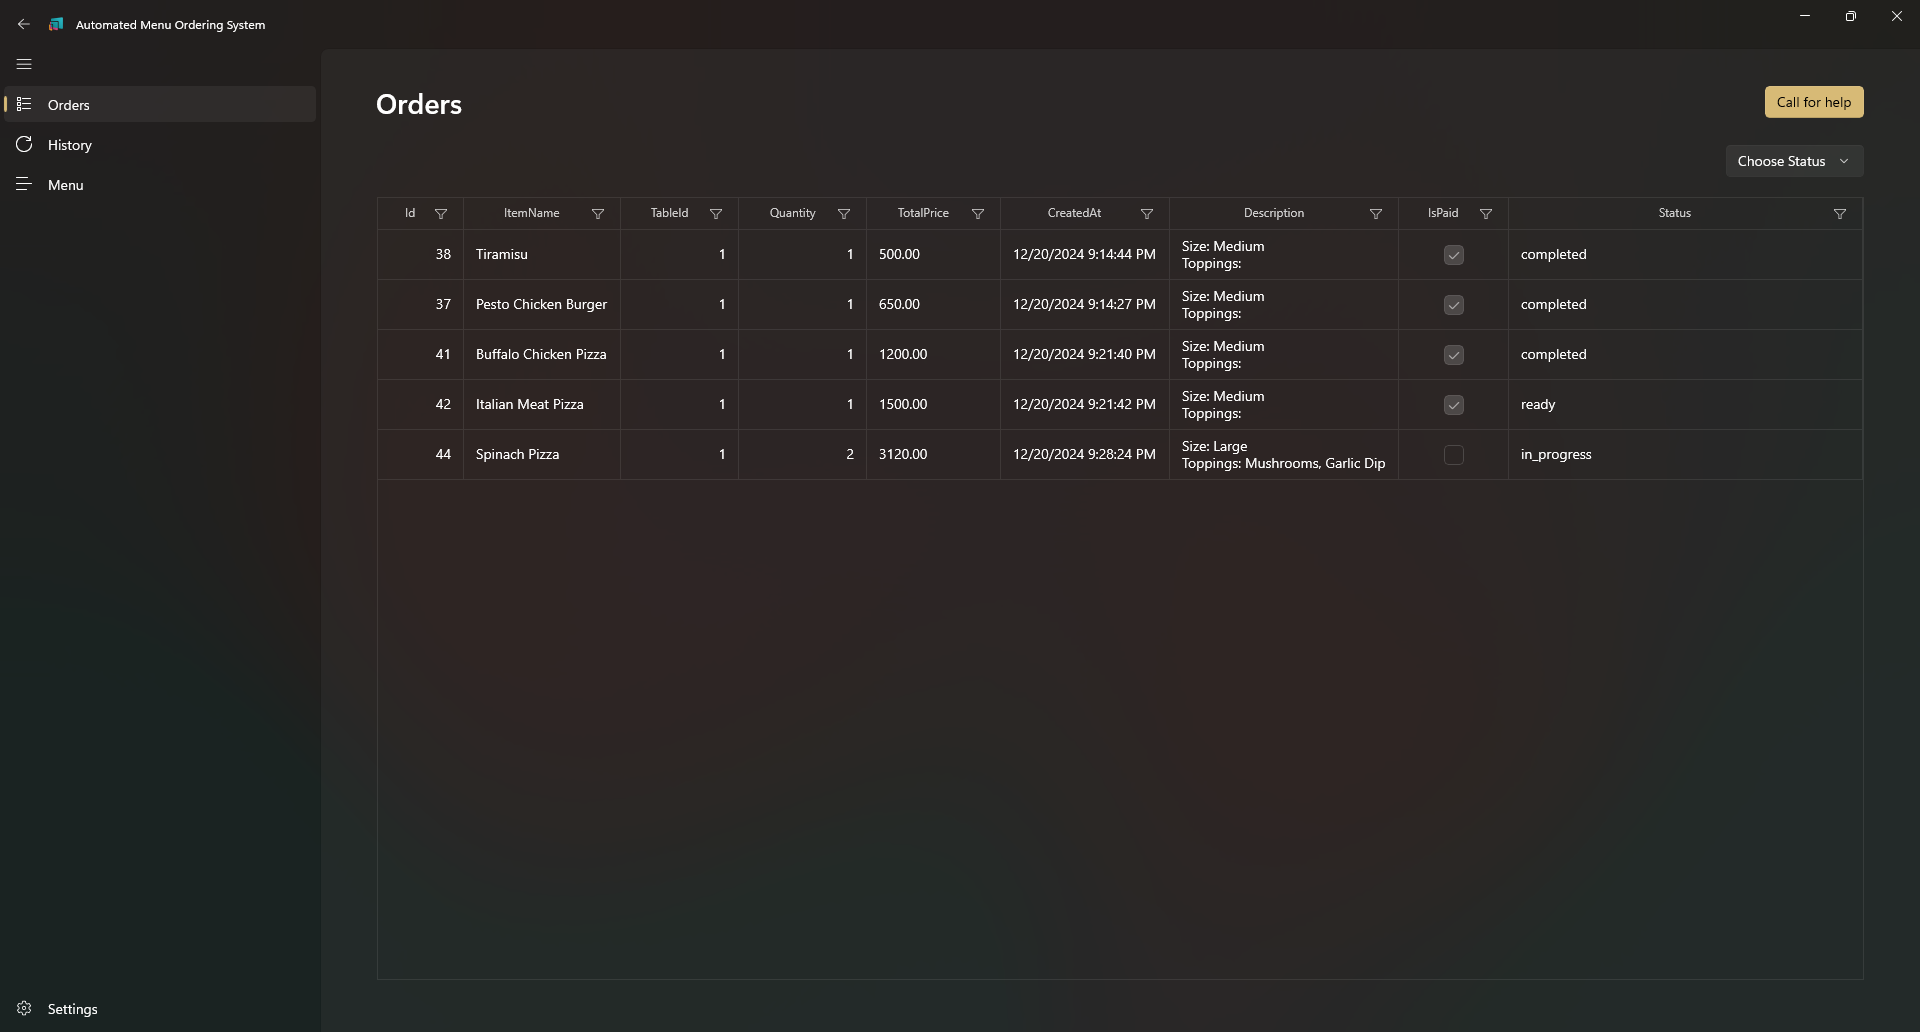 Automated Menu Ordering System
Orders
History
Menu
Settings
Orders
Call for help
Choose Status
Id ItemName TableId Quantity TotalPrice CreatedAt Description IsPaid Status
38 Tiramisu 1 1 500.00 12/20/2024 9:14:44 PM Size: Medium completed
Toppings:
37 Pesto Chicken Burger 1 1 650.00 12/20/2024 9:14:27 PM Size: Medium completed
Toppings:
41 Buffalo Chicken Pizza 1 1 1200.00 12/20/2024 9:21:40 PM Size: Medium completed
Toppings:
42 Italian Meat Pizza 1 1 1500.00 12/20/2024 9:21:42 PM Size: Medium ready
Toppings:
44 Spinach Pizza 1 2 3120.00 12/20/2024 9:28:24 PM Size: Large in_progress
Toppings: Mushrooms, Garlic Dip